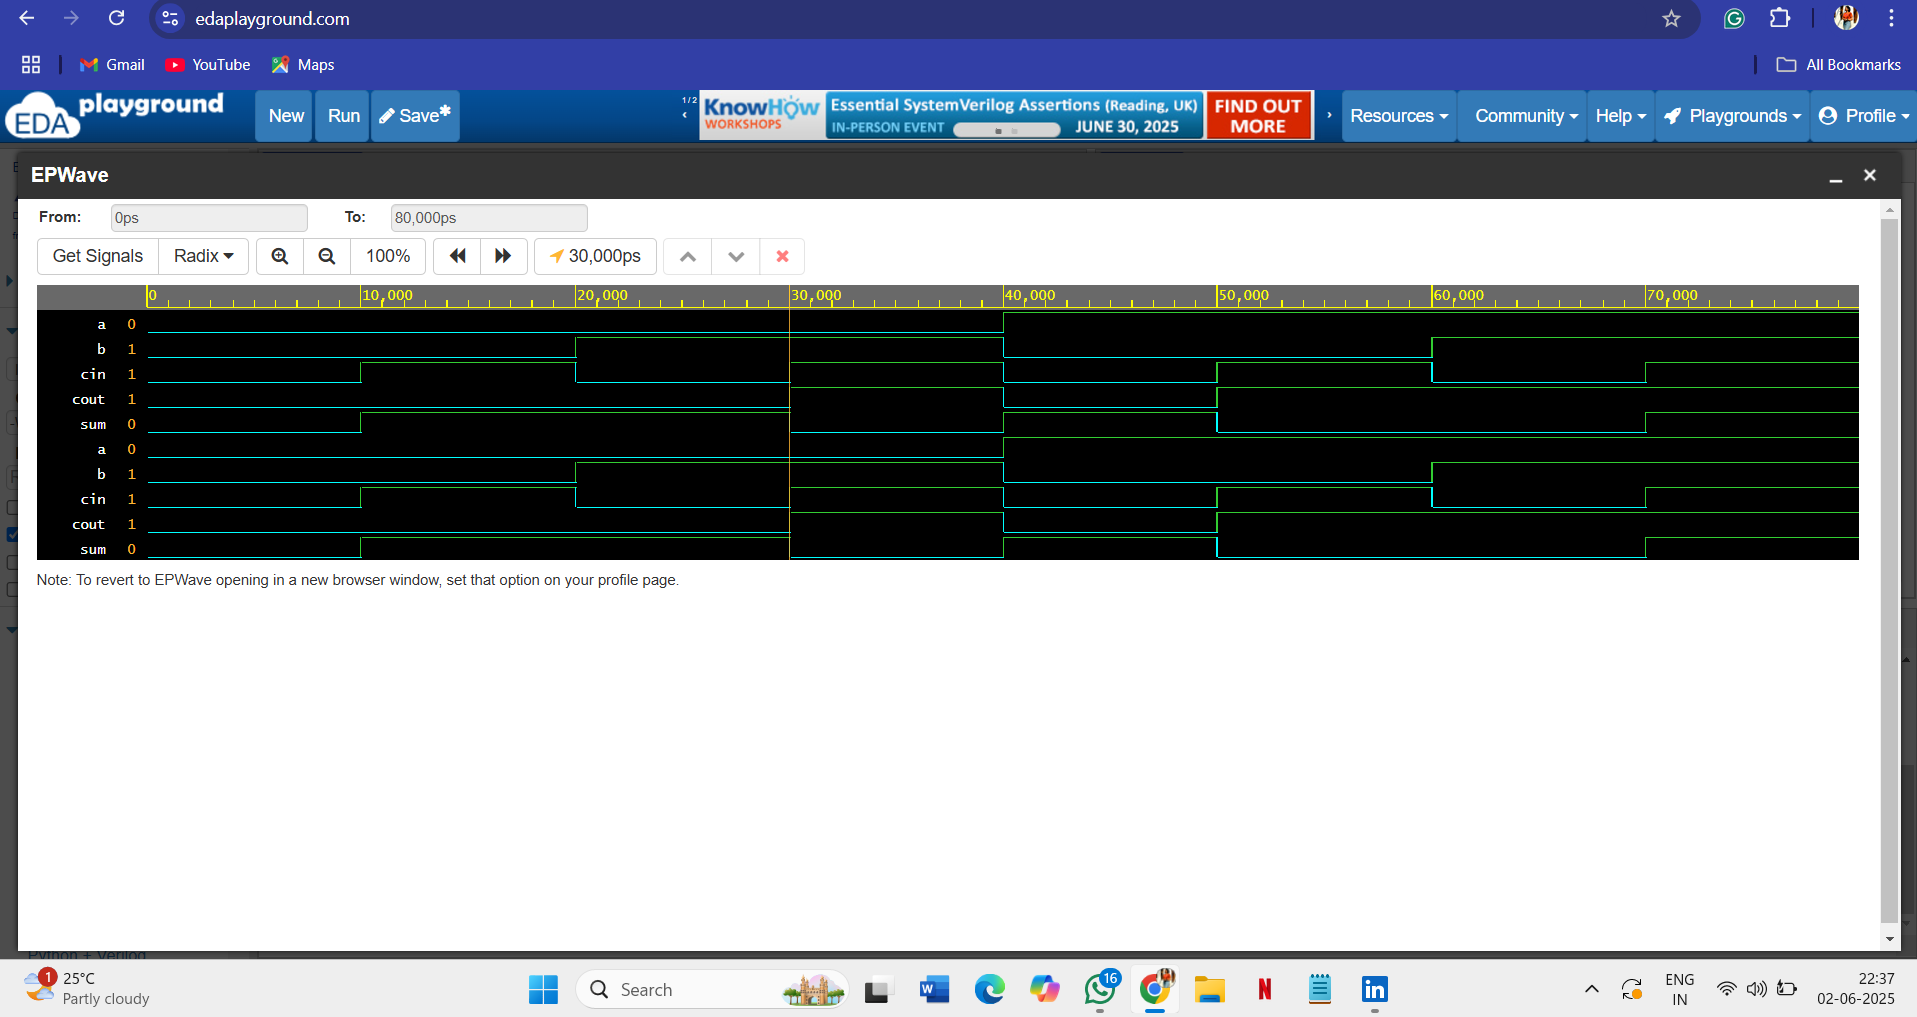 edaplayground.com
Gmail YouTube Maps All Bookmarks
EDA playground New Run Save* 1/2 KnowHow WORKSHOPS Essential SystemVerilog Assertions (Reading, UK) IN-PERSON EVENT JUNE 30, 2025 FIND OUT MORE Resources Community Help Playgrounds Profile
EPWave
From: 0ps To: 80,000ps
Get Signals Radix 100% 30,000ps
0 10,000 20,000 30,000 40,000 50,000 60,000 70,000
a 0
b 1
cin 1
cout 1
sum 0
a 0
b 1
cin 1
cout 1
sum 0
Note: To revert to EPWave opening in a new browser window, set that option on your profile page.
Python + Verilog
1 25°C
Partly cloudy
Search
16
ENG
IN
22:37
02-06-2025